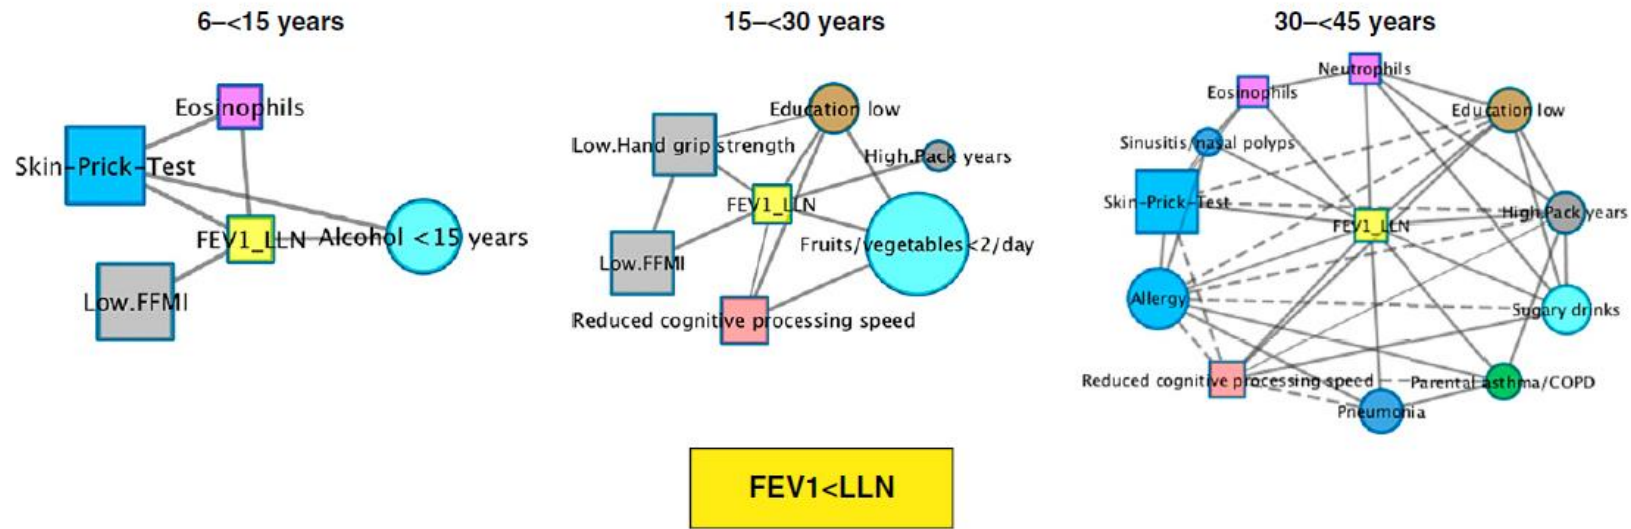 6–<15 years
15–<30 years
30–<45 years
Eosinophils
Skin-Prick-Test
FEV1_LLN
Alcohol <15 years
Low.FFMI
Education low
Low.Hand grip strength
High.Pack years
FEV1_LLN
Fruits/vegetables<2/day
Low.FFMI
Reduced cognitive processing speed
Neutrophils
Eosinophils
Education low
Sinusitis/nasal polyps
Skin-Prick-Test
High.Pack years
FEV1_LLN
Allergy
Sugary drinks
Reduced cognitive processing speed
Parental asthma/COPD
Pneumonia
FEV1<LLN